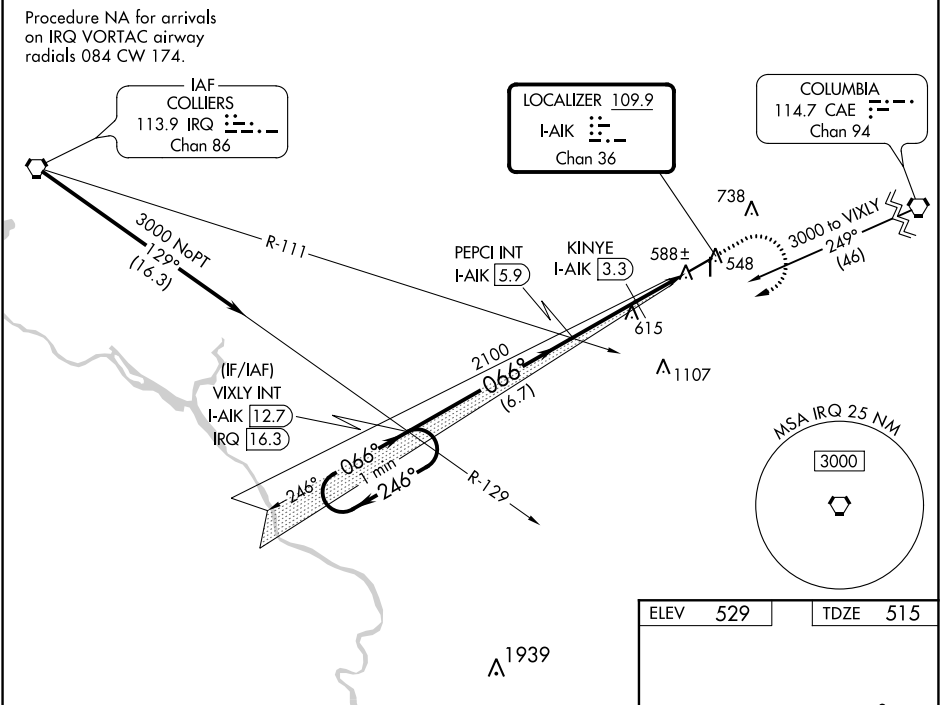 Procedure NA for arrivals
on IRQ VORTAC airway
radials 084 CW 174.
IAF
COLLIERS
113.9 IRQ
Chan 86
LOCALIZER 109.9
I-AIK
Chan 36
COLUMBIA
114.7 CAE
Chan 94
3000 NoPT
129°
(16.3)
R-111
PEPCI INT
I-AIK 5.9
KINYE
I-AIK 3.3
588±
738
548
3000 to VIXLY
249°
(46)
615
1107
2100
066°
(6.7)
(IF/IAF)
VIXLY INT
I-AIK 12.7
IRQ 16.3
246°
066°
1 min
246°
R-129
MSA IRQ 25 NM
3000
1939
ELEV 529
TDZE 515